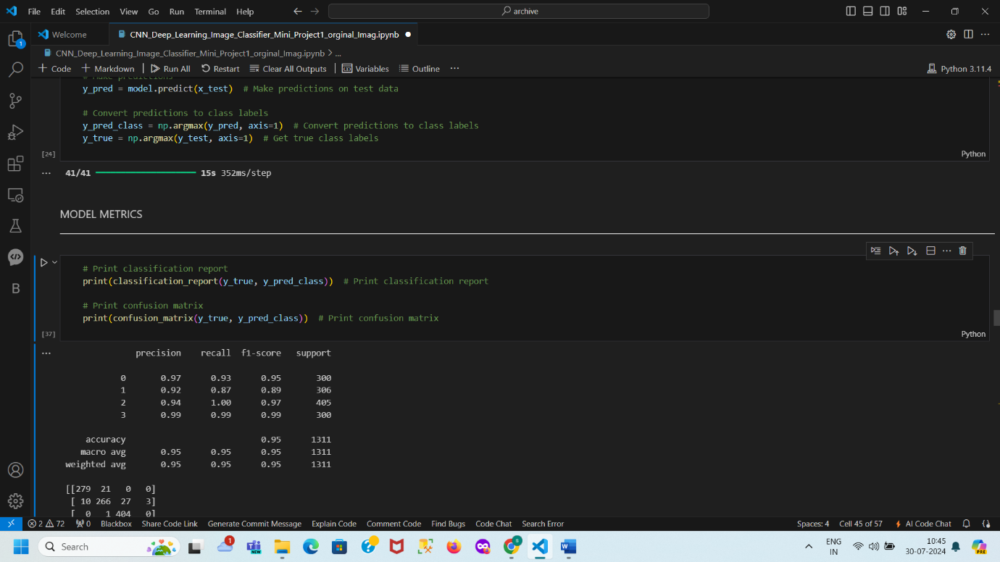 File Edit Selection View Go Run Terminal Help
archive
Welcome
CNN_Deep_Learning_Image_Classifier_Mini_Project1_orginal_Imag.ipynb
CNN_Deep_Learning_Image_Classifier_Mini_Project1_orginal_Imag.ipynb > ...
Code Markdown Run All Restart Clear All Outputs Variables Outline ... Python 3.11.4
# Make predictions
y_pred = model.predict(x_test)  # Make predictions on test data
# Convert predictions to class labels
y_pred_class = np.argmax(y_pred, axis=1)  # Convert predictions to class labels
y_true = np.argmax(y_test, axis=1)  # Get true class labels
[24] Python
... 41/41 15s 352ms/step
MODEL METRICS
# Print classification report
print(classification_report(y_true, y_pred_class))  # Print classification report
# Print confusion matrix
print(confusion_matrix(y_true, y_pred_class))  # Print confusion matrix
[37] Python
... precision recall f1-score support
0 0.97 0.93 0.95 300
1 0.92 0.87 0.89 306
2 0.94 1.00 0.97 405
3 0.99 0.99 0.99 300
accuracy 0.95 1311
macro avg 0.95 0.95 0.95 1311
weighted avg 0.95 0.95 0.95 1311
[[279 21 0 0]
[ 10 266 27 3]
[ 0 1 404 0]
2 72 0 Blackbox Share Code Link Generate Commit Message Explain Code Comment Code Find Bugs Code Chat Search Error Spaces: 4 Cell 45 of 57 AI Code Chat
Search
ENG
IN
10:45
30-07-2024